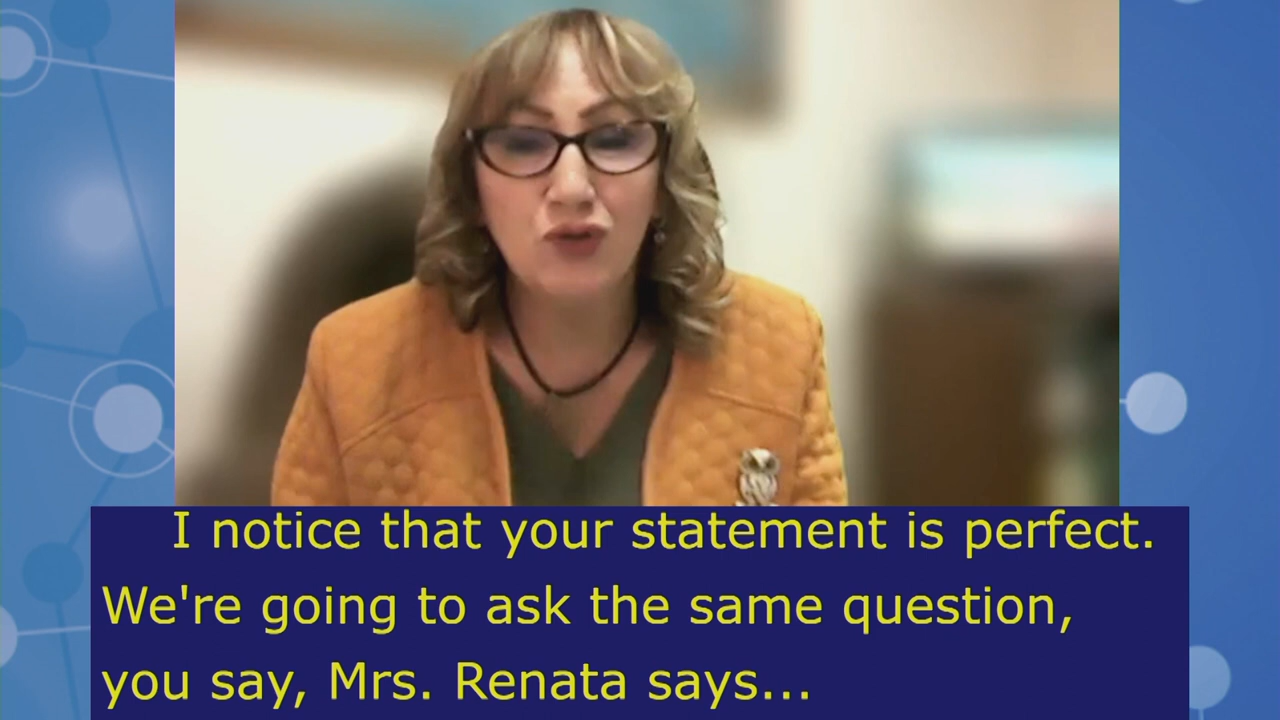 I notice that your statement is perfect.
We're going to ask the same question,
you say, Mrs. Renata says...